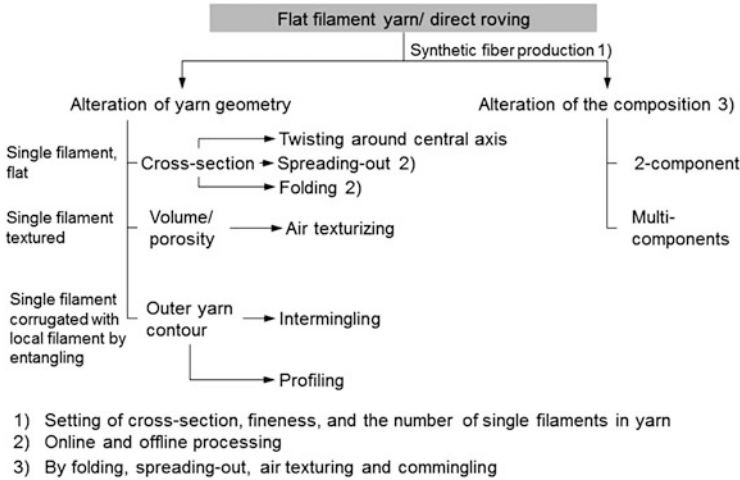 Flat filament yarn/ direct roving
Synthetic fiber production 1)
Alteration of yarn geometry
Alteration of the composition 3)
Single filament,
flat
Cross-section
Twisting around central axis
Spreading-out 2)
Folding 2)
2-component
Single filament
textured
Volume/
porosity
Air texturizing
Multi-
components
Single filament
corrugated with
local filament by
entangling
Outer yarn
contour
Intermingling
Profiling
1) Setting of cross-section, fineness, and the number of single filaments in yarn
2) Online and offline processing
3) By folding, spreading-out, air texturing and commingling